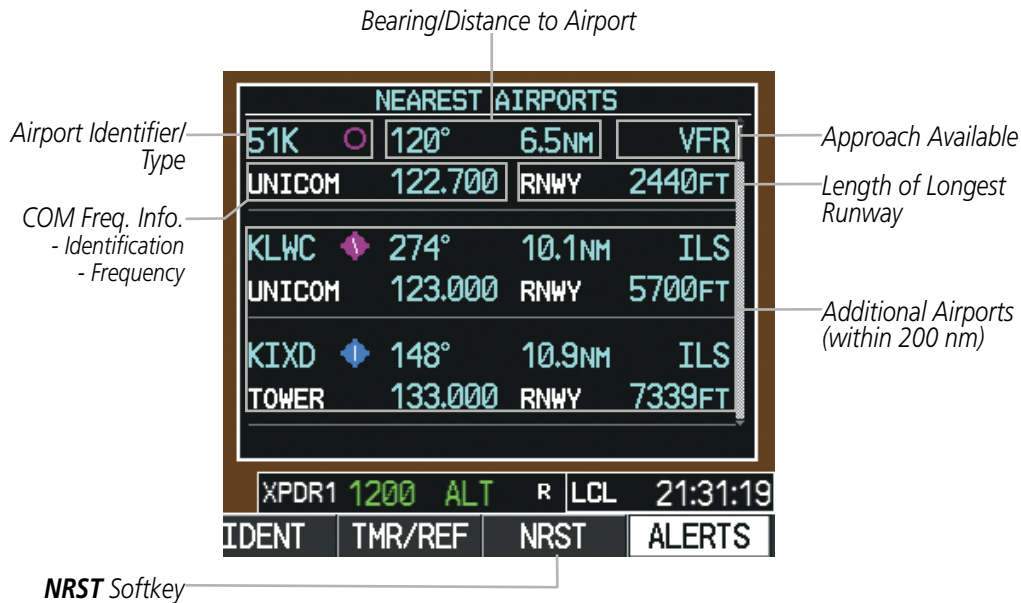 Bearing/Distance to Airport
NEAREST AIRPORTS
Airport Identifier/
Type
51K 120° 6.5NM VFR
Approach Available
UNICOM 122.700 RNWY 2440FT
Length of Longest
Runway
COM Freq. Info.
- Identification
- Frequency
KLWC 274° 10.1NM ILS
UNICOM 123.000 RNWY 5700FT
Additional Airports
(within 200 nm)
KIXD 148° 10.9NM ILS
TOWER 133.000 RNWY 7339FT
XPDR1 1200 ALT R LCL 21:31:19
IDENT TMR/REF NRST ALERTS
NRST Softkey